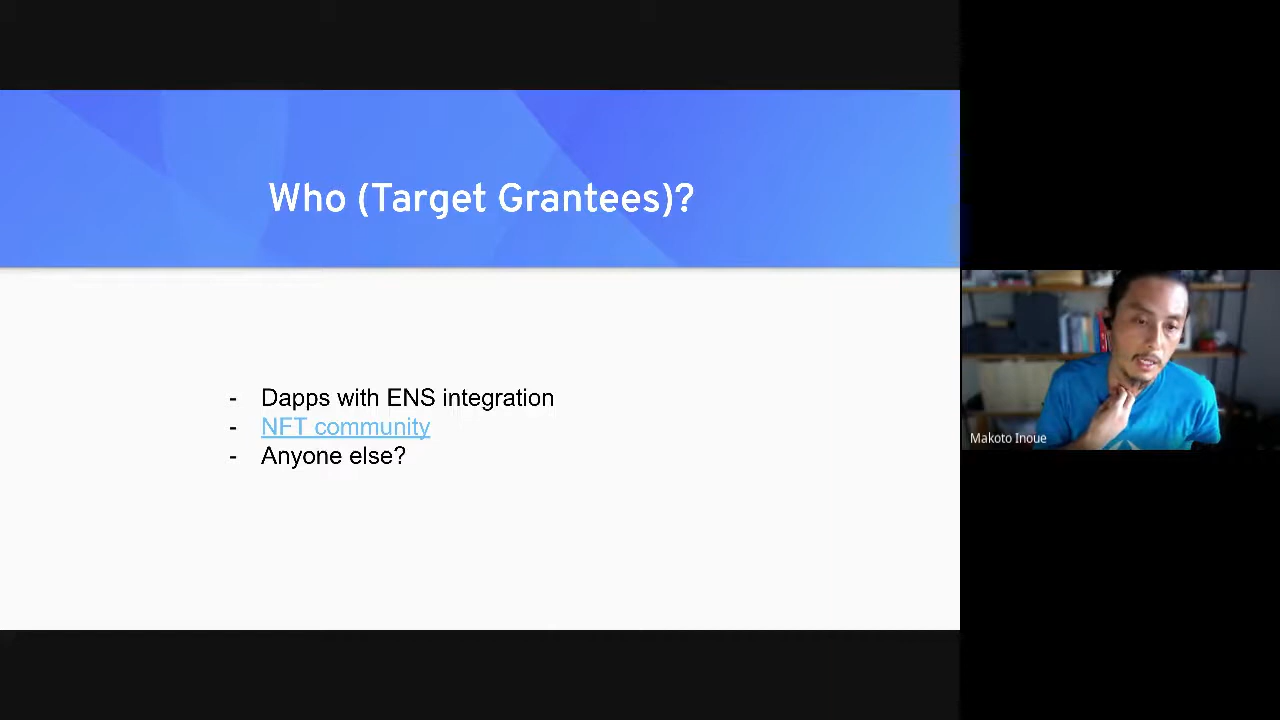 Who (Target Grantees)?
- Dapps with ENS integration
- NFT community
- Anyone else?
Makoto Inoue